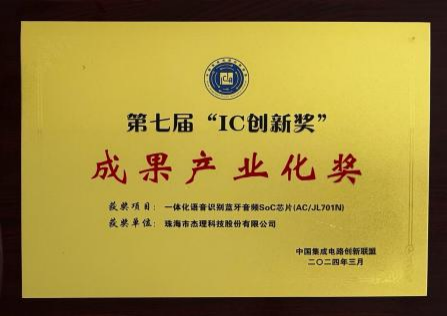 第七届“IC创新奖”
成果产业化奖
获奖项目：一体化语音识别蓝牙音频SoC芯片(AC/JL701N)
获奖单位：珠海市杰理科技股份有限公司
中国集成电路创新联盟
二〇二四年三月